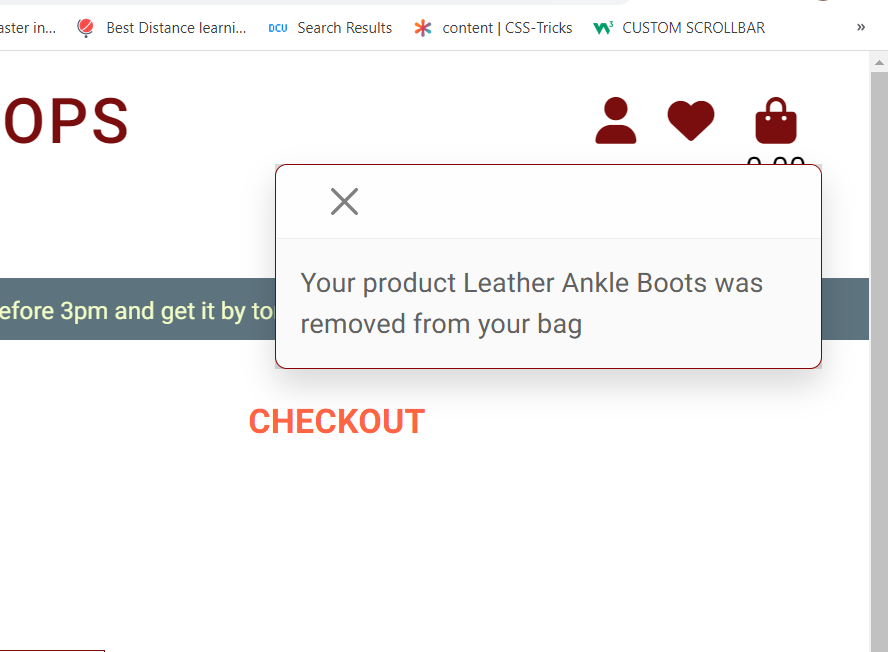 aster in...
Best Distance learni...
DCU
Search Results
content | CSS-Tricks
W3
CUSTOM SCROLLBAR
»
OPS
Your product Leather Ankle Boots was
removed from your bag
efore 3pm and get it by to
CHECKOUT